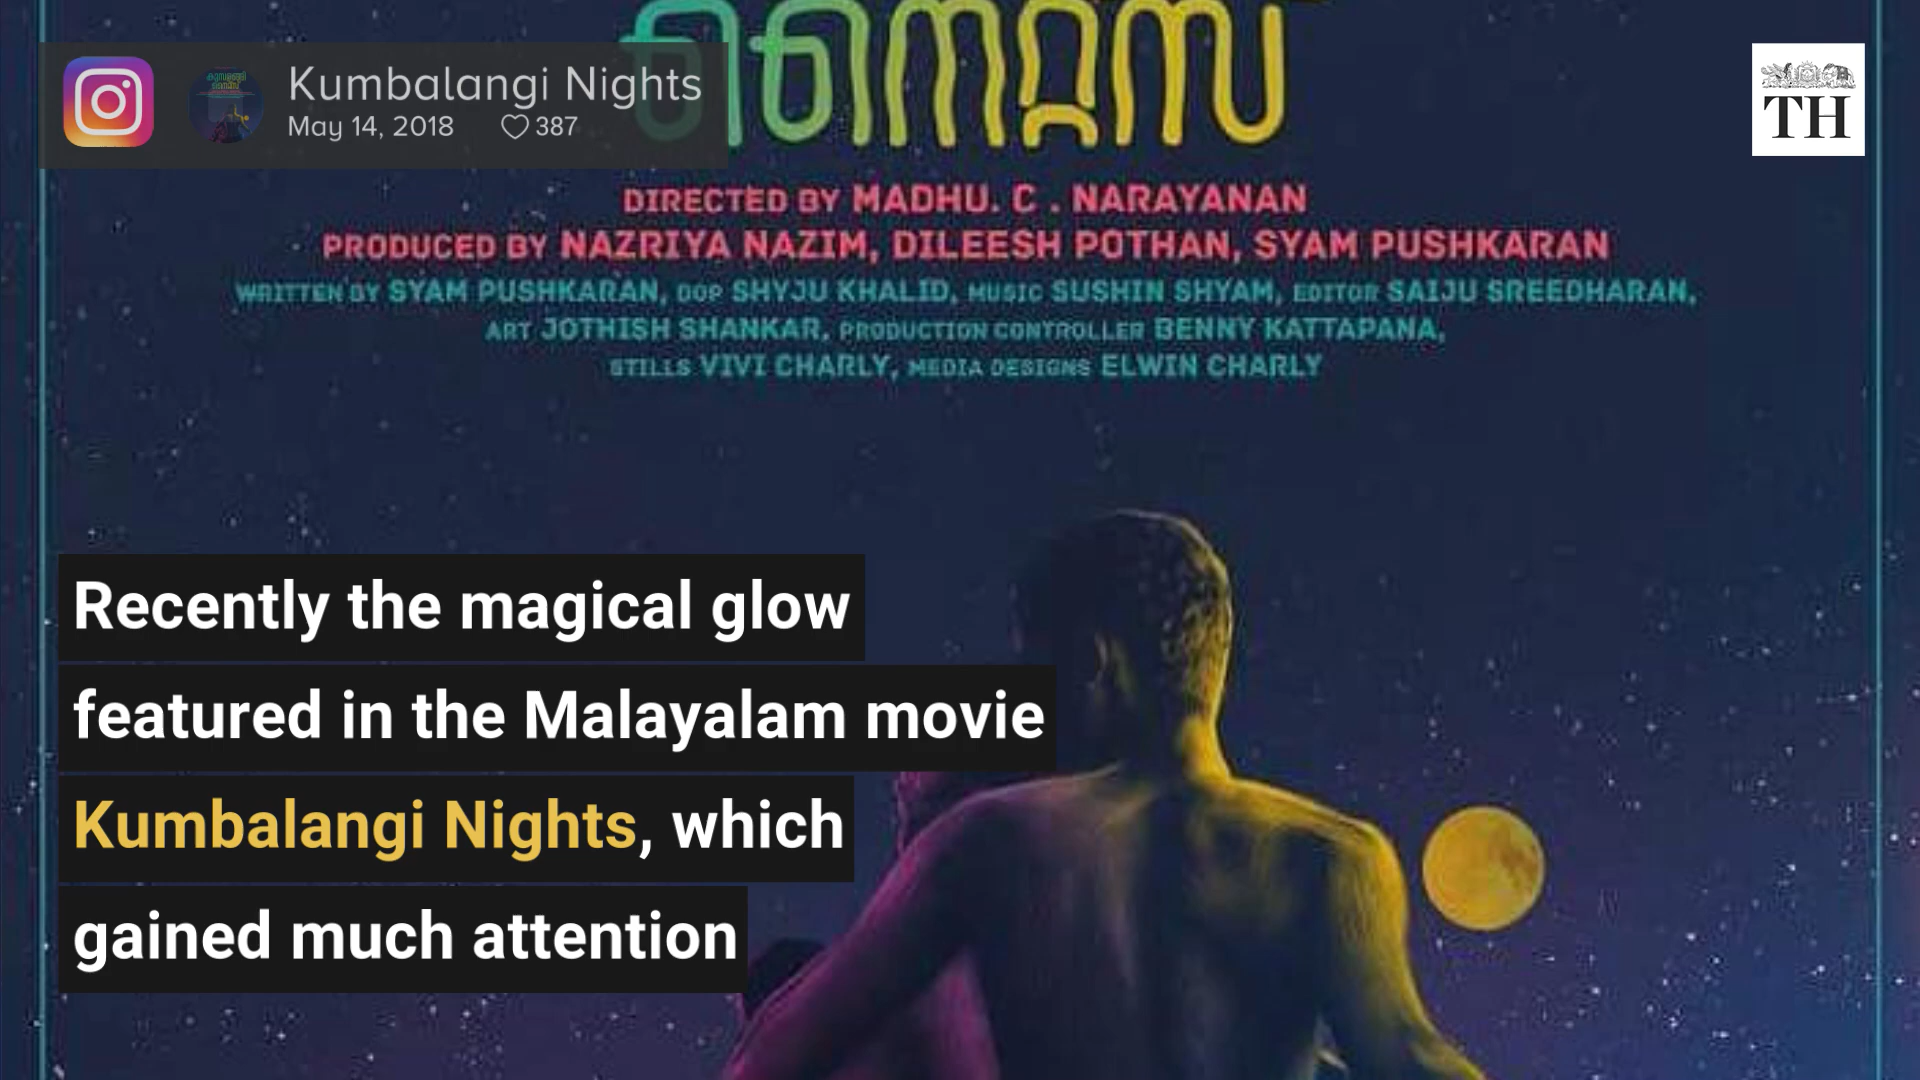 നൈറ്റ്സ്
Kumbalangi Nights
May 14, 2018 387
TH
DIRECTED BY MADHU. C . NARAYANAN
PRODUCED BY NAZRIYA NAZIM, DILEESH POTHAN, SYAM PUSHKARAN
WRITTEN BY SYAM PUSHKARAN, DOP SHYJU KHALID, MUSIC SUSHIN SHYAM, EDITOR SAIJU SREEDHARAN,
ART JOTHISH SHANKAR, PRODUCTION CONTROLLER BENNY KATTAPANA,
STILLS VIVI CHARLY, MEDIA DESIGNS ELWIN CHARLY
Recently the magical glow
featured in the Malayalam movie
Kumbalangi Nights, which
gained much attention